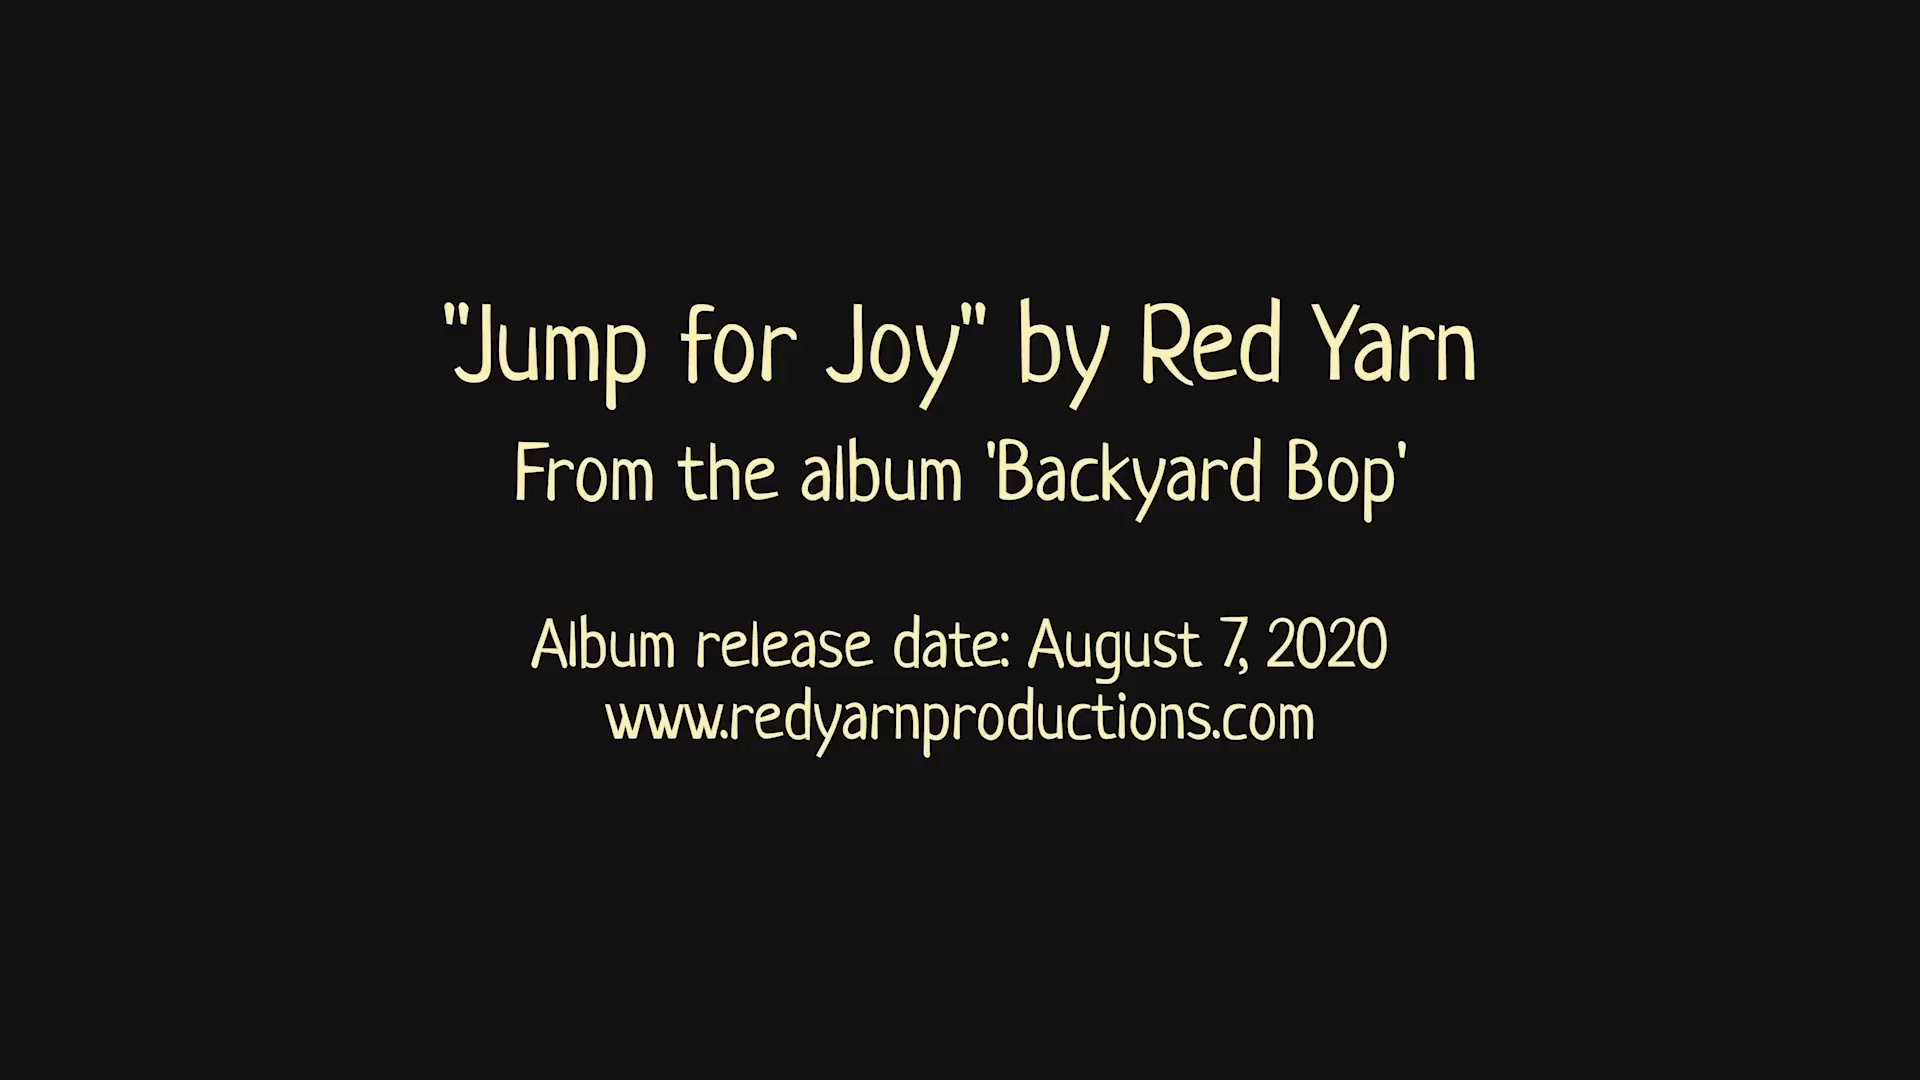 "Jump for Joy" by Red Yarn
From the album 'Backyard Bop'
Album release date: August 7, 2020
www.redyarnproductions.com